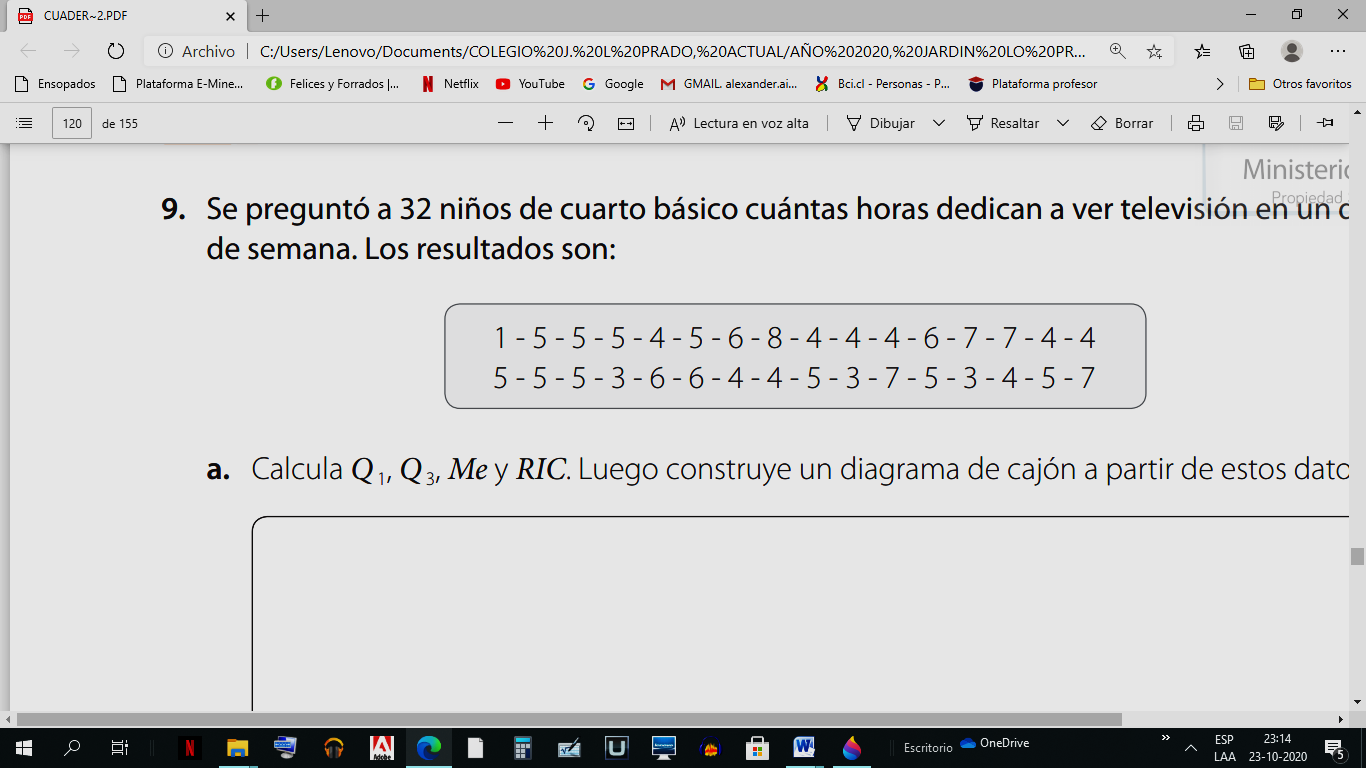 CUADER~2.PDF
Archivo | C:/Users/Lenovo/Documents/COLEGIO%20J.%20L%20PRADO,%20ACTUAL/AÑO%202020,%20JARDIN%20LO%20PR...
Ensopados Plataforma E-Mine... Felices y Forrados |... Netflix YouTube Google GMAIL. alexander.ai... Bci.cl - Personas - P... Plataforma profesor Otros favoritos
120 de 155 Lectura en voz alta Dibujar Resaltar Borrar
Ministerio
Propiedad
9. Se preguntó a 32 niños de cuarto básico cuántas horas dedican a ver televisión en un
de semana. Los resultados son:
1 - 5 - 5 - 5 - 4 - 5 - 6 - 8 - 4 - 4 - 4 - 6 - 7 - 7 - 4 - 4
5 - 5 - 5 - 3 - 6 - 6 - 4 - 4 - 5 - 3 - 7 - 5 - 3 - 4 - 5 - 7
a. Calcula Q1, Q3, Me y RIC. Luego construye un diagrama de cajón a partir de estos dato
Escritorio OneDrive ESP 23:14
LAA 23-10-2020 5